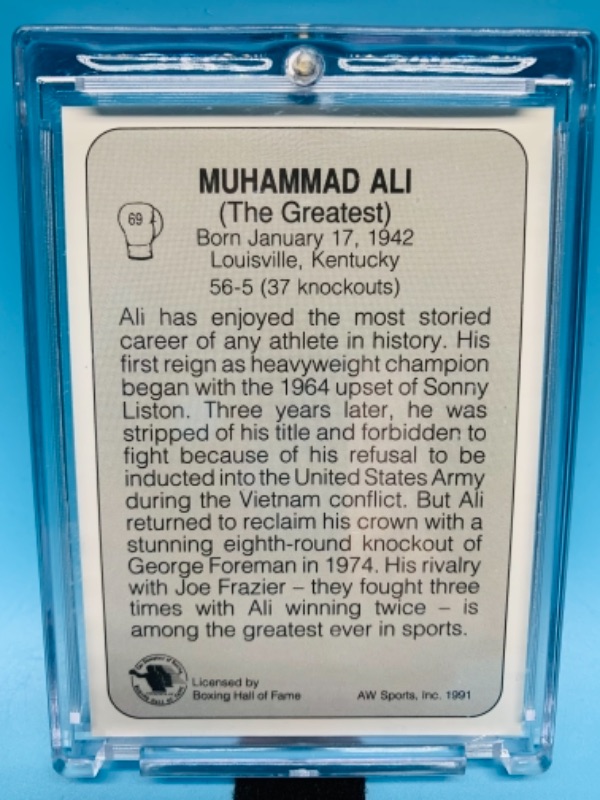 MUHAMMAD ALI
69
(The Greatest)
Born January 17, 1942
Louisville, Kentucky
56-5 (37 knockouts)
Ali has enjoyed the most storied
career of any athlete in history. His
first reign as heavyweight champion
began with the 1964 upset of Sonny
Liston. Three years later, he was
stripped of his title and forbidden to
fight because of his refusal to be
inducted into the United States Army
during the Vietnam conflict. But Ali
returned to reclaim his crown with a
stunning eighth-round knockout of
George Foreman in 1974. His rivalry
with Joe Frazier – they fought three
times with Ali winning twice – is
among the greatest ever in sports.
Licensed by
Boxing Hall of Fame
AW Sports, Inc. 1991